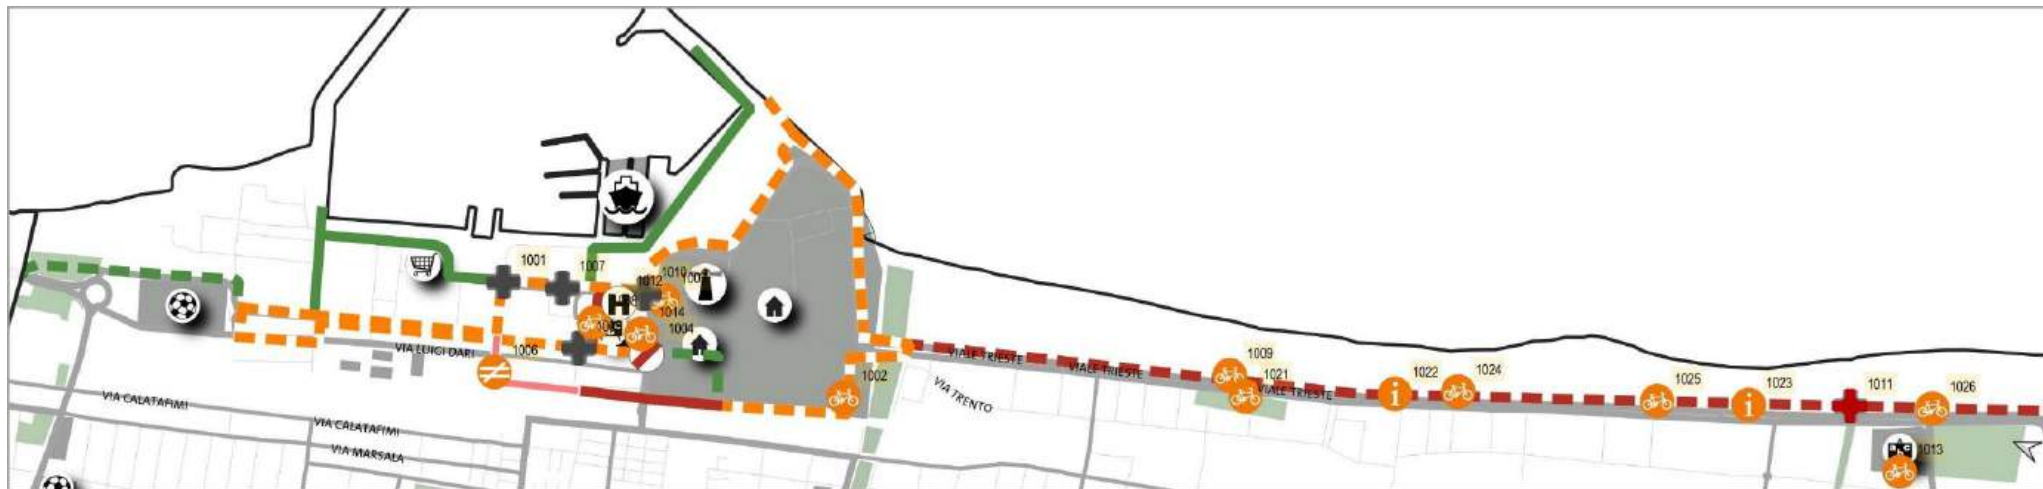 1001
1007
1010
1012
1014
1004
1006
VIA LUIGI DARI
1002
VIA CALATAFIMI
VIA CALATAFIMI
VIA MARSALA
VIA TRENTO
VIALE TRIESTE
VIALE TRIESTE
1009
1021
VIALE TRIESTE
1022
1024
1025
1023
1011
1026
1013
H
i
i